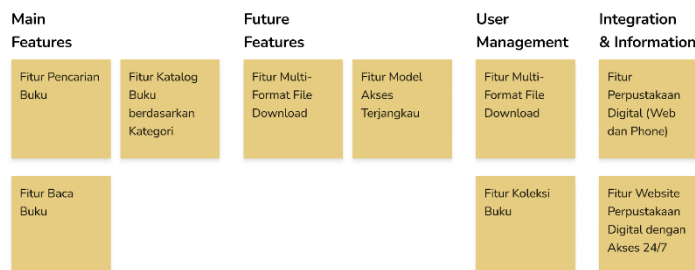 Main
Features
Fitur Pencarian
Buku
Fitur Katalog
Buku
berdasarkan
Kategori
Fitur Baca
Buku
Future
Features
Fitur Multi-
Format File
Download
Fitur Model
Akses
Terjangkau
User
Management
Fitur Multi-
Format File
Download
Fitur Koleksi
Buku
Integration
& Information
Fitur
Perpustakaan
Digital (Web
dan Phone)
Fitur Website
Perpustakaan
Digital dengan
Akses 24/7